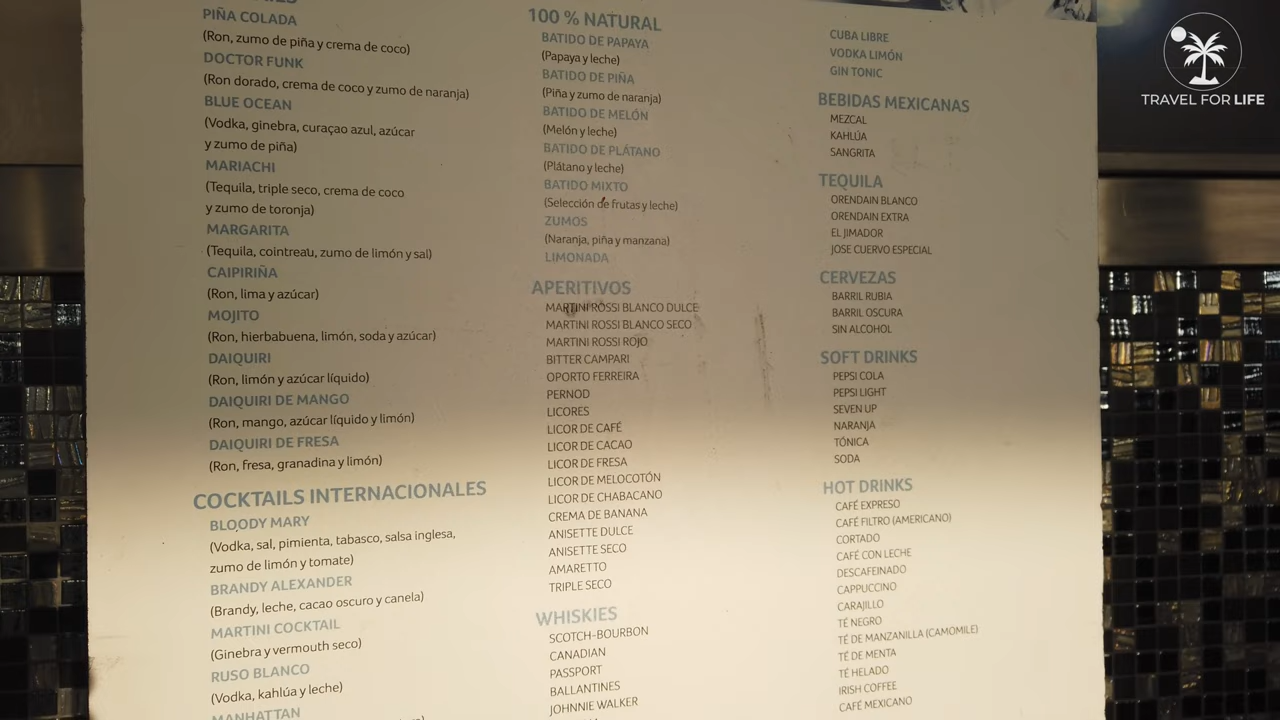 PIÑA COLADA
(Ron, zumo de piña y crema de coco)
DOCTOR FUNK
(Ron dorado, crema de coco y zumo de naranja)
BLUE OCEAN
(Vodka, ginebra, curaçao azul, azúcar
y zumo de piña)
MARIACHI
(Tequila, triple seco, crema de coco
y zumo de toronja)
MARGARITA
(Tequila, cointreau, zumo de limón y sal)
CAIPIRIÑA
(Ron, lima y azúcar)
MOJITO
(Ron, hierbabuena, limón, soda y azúcar)
DAIQUIRI
(Ron, limón y azúcar líquido)
DAIQUIRI DE MANGO
(Ron, mango, azúcar líquido y limón)
DAIQUIRI DE FRESA
(Ron, fresa, granadina y limón)
COCKTAILS INTERNACIONALES
BLOODY MARY
(Vodka, sal, pimienta, tabasco, salsa inglesa,
zumo de limón y tomate)
BRANDY ALEXANDER
(Brandy, leche, cacao oscuro y canela)
MARTINI COCKTAIL
(Ginebra y vermouth seco)
RUSO BLANCO
(Vodka, kahlúa y leche)
MANHATTAN
100 % NATURAL
BATIDO DE PAPAYA
(Papaya y leche)
BATIDO DE PIÑA
(Piña y zumo de naranja)
BATIDO DE MELÓN
(Melón y leche)
BATIDO DE PLÁTANO
(Plátano y leche)
BATIDO MIXTO
(Selección de frutas y leche)
ZUMOS
(Naranja, piña y manzana)
LIMONADA
APERITIVOS
MARTINI ROSSI BLANCO DULCE
MARTINI ROSSI BLANCO SECO
MARTINI ROSSI ROJO
BITTER CAMPARI
OPORTO FERREIRA
PERNOD
LICORES
LICOR DE CAFÉ
LICOR DE CACAO
LICOR DE FRESA
LICOR DE MELOCOTÓN
LICOR DE CHABACANO
CREMA DE BANANA
ANISETTE DULCE
ANISETTE SECO
AMARETTO
TRIPLE SECO
WHISKIES
SCOTCH-BOURBON
CANADIAN
PASSPORT
BALLANTINES
JOHNNIE WALKER
CUBA LIBRE
VODKA LIMÓN
GIN TONIC
BEBIDAS MEXICANAS
MEZCAL
KAHLÚA
SANGRITA
TEQUILA
ORENDAIN BLANCO
ORENDAIN EXTRA
EL JIMADOR
JOSE CUERVO ESPECIAL
CERVEZAS
BARRIL RUBIA
BARRIL OSCURA
SIN ALCOHOL
SOFT DRINKS
PEPSI COLA
PEPSI LIGHT
SEVEN UP
NARANJA
TÓNICA
SODA
HOT DRINKS
CAFÉ EXPRESO
CAFÉ FILTRO (AMERICANO)
CORTADO
CAFÉ CON LECHE
DESCAFEINADO
CAPPUCCINO
CARAJILLO
TÉ NEGRO
TÉ DE MANZANILLA (CAMOMILE)
TÉ DE MENTA
TÉ HELADO
IRISH COFFEE
CAFÉ MEXICANO
TRAVEL FOR LIFE